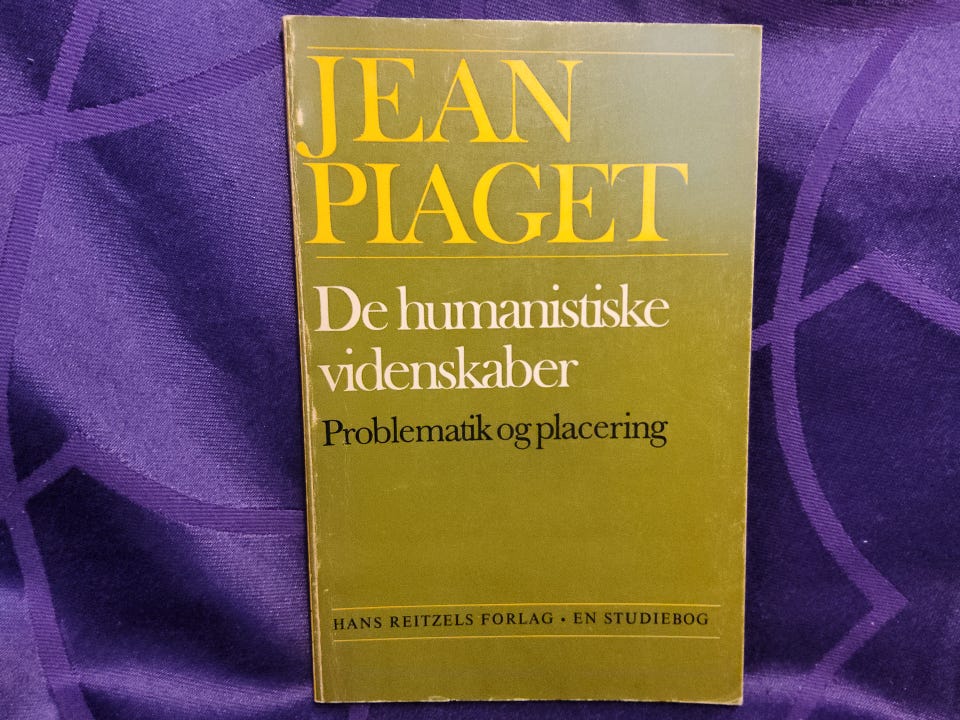 JEAN
PIAGET
De humanistiske
videnskaber
Problematik og placering
HANS REITZELS FORLAG • EN STUDIEBOG